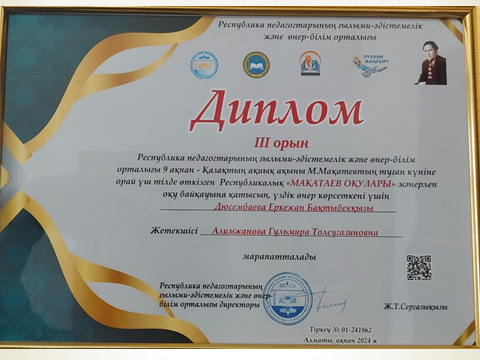 Республика педагогтарының ғылыми-әдістемелік
және өнер-білім орталығы
РУХАНИ
ЖАҢҒЫРУ
Диплом
III орын
Республика педагогтарының ғылыми-әдістемелік және өнер-білім
орталығы 9 ақпан - Қазақтың ақиық ақыны М.Мақатаевтың туған күніне
орай үш тілде өткізген Республикалық «МАҚАТАЕВ ОҚУЛАРЫ» мәнерлеп
оқу байқауына қатысып, үздік өнер көрсеткені үшін
Дюсембаева Еркежан Бақтыбекқызы
Жетекшісі Алимжанова Гульмира Толеугазиновна
марапатталады
Республика педагогтарының
ғылыми-әдістемелік және өнер-
білім орталығы директоры
Ж.Т.Серғазықызы
Тіркеу № 01-241862
Алматы, ақпан 2024 ж